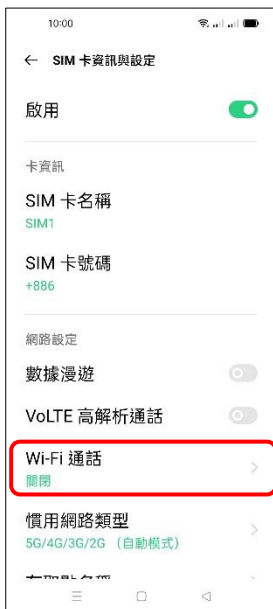 10:00
← SIM 卡資訊與設定
啟用
卡資訊
SIM 卡名稱
SIM1
SIM 卡號碼
+886
網路設定
數據漫遊
VoLTE 高解析通話
Wi-Fi 通話
關閉
慣用網路類型
5G/4G/3G/2G （自動模式）